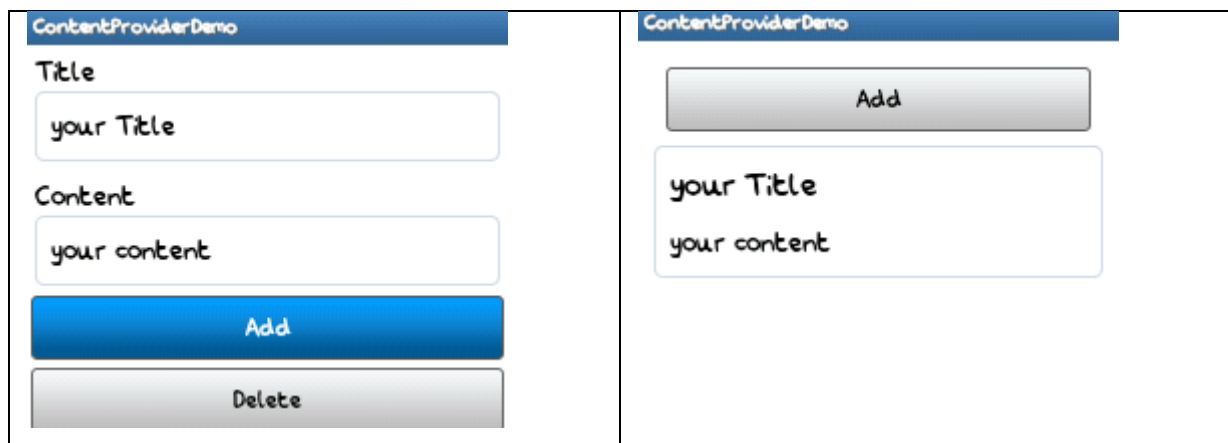 ContentProviderDemo
Title
your Title
Content
your content
Add
Delete
ContentProviderDemo
Add
your Title
your content